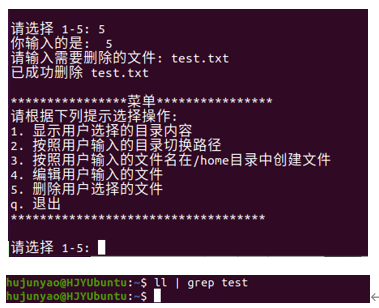 请选择 1-5: 5
你输入的是:  5
请输入需要删除的文件: test.txt
已成功删除 test.txt
****************菜单****************
请根据下列提示选择操作:
1. 显示用户选择的目录内容
2. 按照用户输入的目录切换路径
3. 按照用户输入的文件名在/home目录中创建文件
4. 编辑用户输入的文件
5. 删除用户选择的文件
q. 退出
************************************
请选择 1-5:
hujunyao@HJYUbuntu:~$ ll | grep test
hujunyao@HJYUbuntu:~$